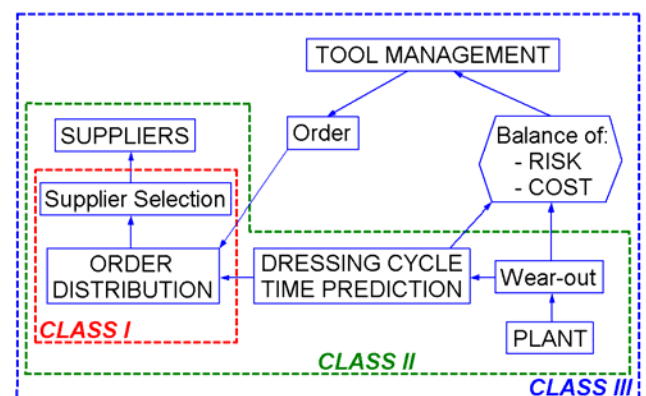 TOOL MANAGEMENT
SUPPLIERS
Order
Balance of:
- RISK
- COST
Supplier Selection
ORDER
DISTRIBUTION
DRESSING CYCLE
TIME PREDICTION
Wear-out
PLANT
CLASS I
CLASS II
CLASS III